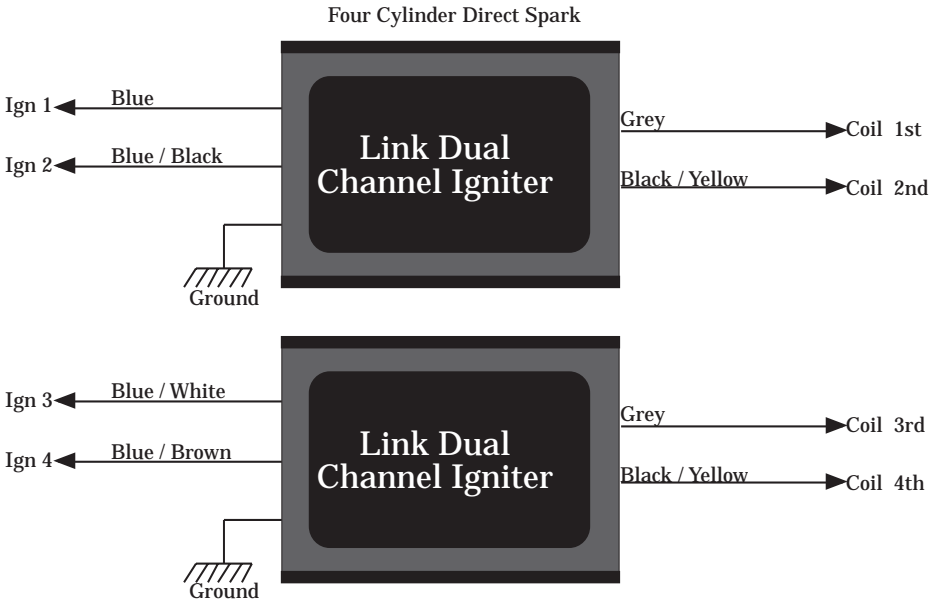 Four Cylinder Direct Spark
Ign 1
Blue
Ign 2
Blue / Black
Ground
Link Dual
Channel Igniter
Grey
Coil 1st
Black / Yellow
Coil 2nd
Ign 3
Blue / White
Ign 4
Blue / Brown
Ground
Link Dual
Channel Igniter
Grey
Coil 3rd
Black / Yellow
Coil 4th